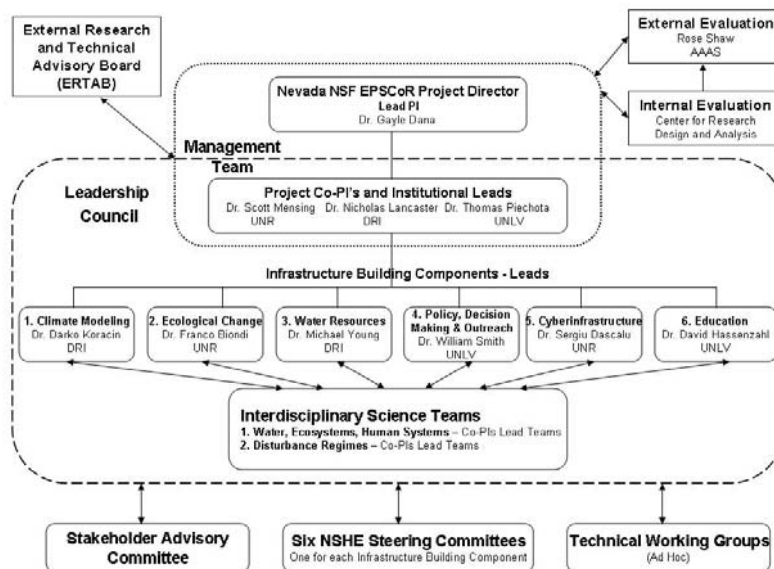 External Research
and Technical
Advisory Board
(ERTAB)
External Evaluation
Rose Shaw
AAAS
Nevada NSF EPSCoR Project Director
Lead PI
Dr. Gayle Dana
Internal Evaluation
Center for Research
Design and Analysis
Management
Team
Leadership
Council
Project Co-PI's and Institutional Leads
Dr. Scott Mensing Dr. Nicholas Lancaster Dr. Thomas Piechota
UNR DRI UNLV
Infrastructure Building Components - Leads
1. Climate Modeling
Dr. Darko Koracin
DRI
2. Ecological Change
Dr. Franco Biondi
UNR
3. Water Resources
Dr. Michael Young
DRI
4. Policy, Decision
Making & Outreach
Dr. William Smith
UNLV
5. Cyberinfrastructure
Dr. Sergiu Dascalu
UNR
6. Education
Dr. David Hassenzahl
UNLV
Interdisciplinary Science Teams
1. Water, Ecosystems, Human Systems – Co-PIs Lead Teams
2. Disturbance Regimes – Co-PIs Lead Teams
Stakeholder Advisory
Committee
Six NSHE Steering Committees
One for each Infrastructure Building Component
Technical Working Groups
(Ad Hoc)